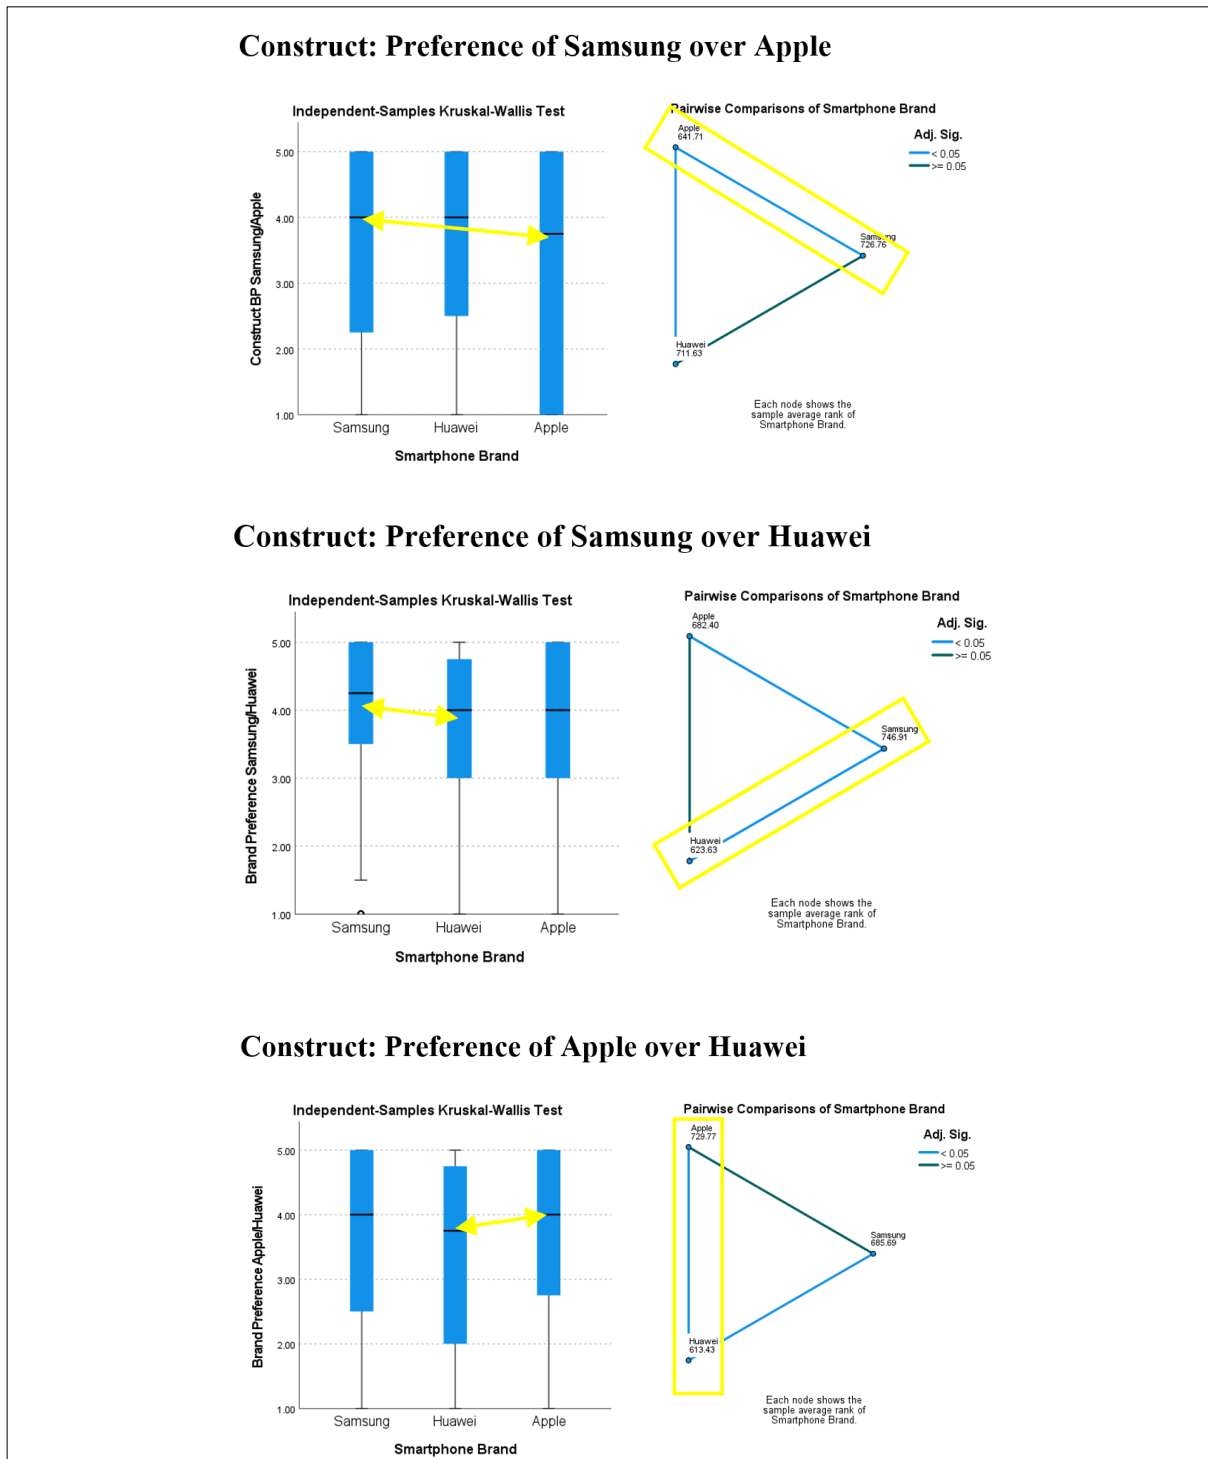 Construct: Preference of Samsung over Apple
Independent-Samples Kruskal-Wallis Test
Construct BP Samsung/Apple
5.00
4.00
3.00
2.00
1.00
Samsung Huawei Apple
Smartphone Brand
Pairwise Comparisons of Smartphone Brand
Apple
641.71
Samsung
726.76
Huawei
711.63
Adj. Sig.
< 0.05
>= 0.05
Each node shows the
sample average rank of
Smartphone Brand.
Construct: Preference of Samsung over Huawei
Independent-Samples Kruskal-Wallis Test
Brand Preference Samsung/Huawei
5.00
4.00
3.00
2.00
1.00
Samsung Huawei Apple
Smartphone Brand
Pairwise Comparisons of Smartphone Brand
Apple
682.40
Samsung
746.91
Huawei
623.63
Adj. Sig.
< 0.05
>= 0.05
Each node shows the
sample average rank of
Smartphone Brand.
Construct: Preference of Apple over Huawei
Independent-Samples Kruskal-Wallis Test
Brand Preference Apple/Huawei
5.00
4.00
3.00
2.00
1.00
Samsung Huawei Apple
Smartphone Brand
Pairwise Comparisons of Smartphone Brand
Apple
729.77
Samsung
685.69
Huawei
613.43
Adj. Sig.
< 0.05
>= 0.05
Each node shows the
sample average rank of
Smartphone Brand.